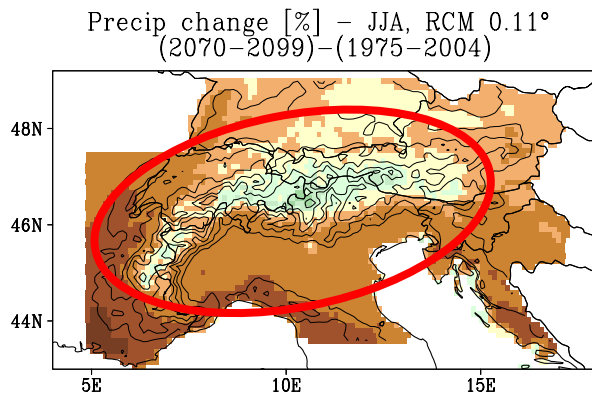 Precip change [%] – JJA, RCM 0.11°
(2070–2099)–(1975–2004)
48N
46N
44N
5E 10E 15E